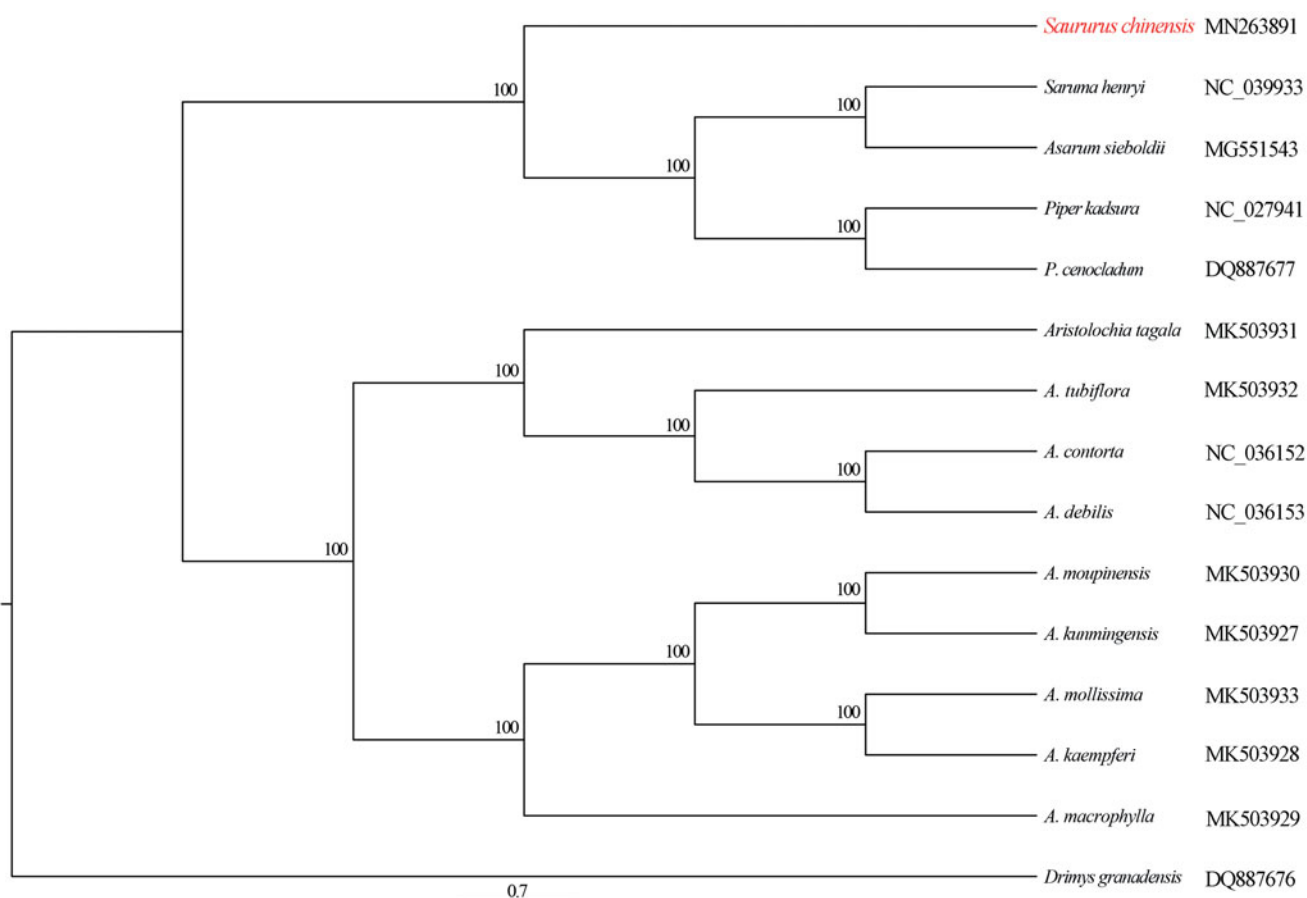 Saururus chinensis MN263891
100
Saruma henryi NC_039933
100
Asarum sieboldii MG551543
100
Piper kadsura NC_027941
100
P. cenocladum DQ887677
Aristolochia tagala MK503931
100
A. tubiflora MK503932
100
A. contorta NC_036152
100
A. debilis NC_036153
100
A. moupinensis MK503930
100
A. kunmingensis MK503927
100
A. mollissima MK503933
100
A. kaempferi MK503928
100
A. macrophylla MK503929
Drimys granadensis DQ887676
0.7